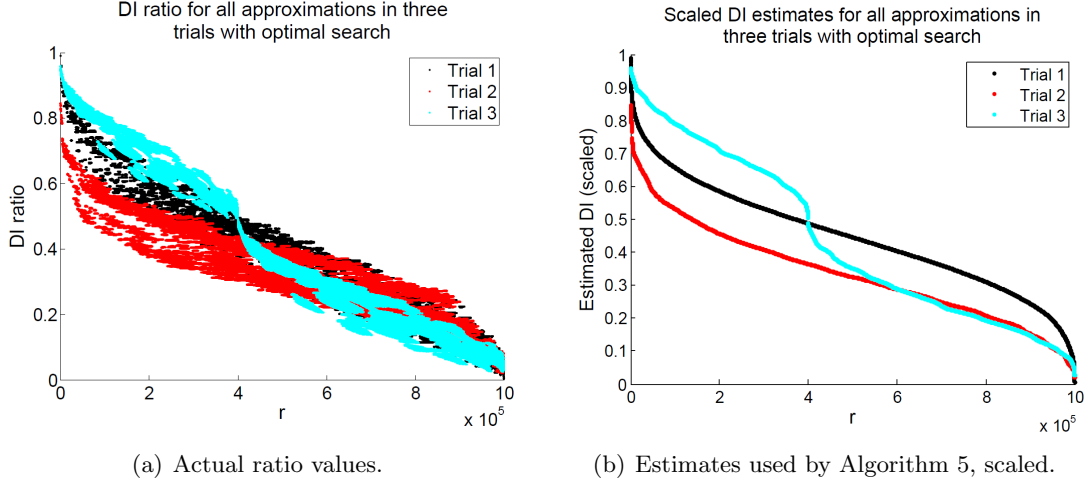 DI ratio for all approximations in three
trials with optimal search
DI ratio
1
0.8
0.6
0.4
0.2
0
0
2
4
6
8
10
x 10^5
r
Trial 1
Trial 2
Trial 3
(a) Actual ratio values.
Scaled DI estimates for all approximations in
three trials with optimal search
Estimated DI (scaled)
1
0.9
0.8
0.7
0.6
0.5
0.4
0.3
0.2
0.1
0
0
2
4
6
8
10
x 10^5
r
Trial 1
Trial 2
Trial 3
(b) Estimates used by Algorithm 5, scaled.